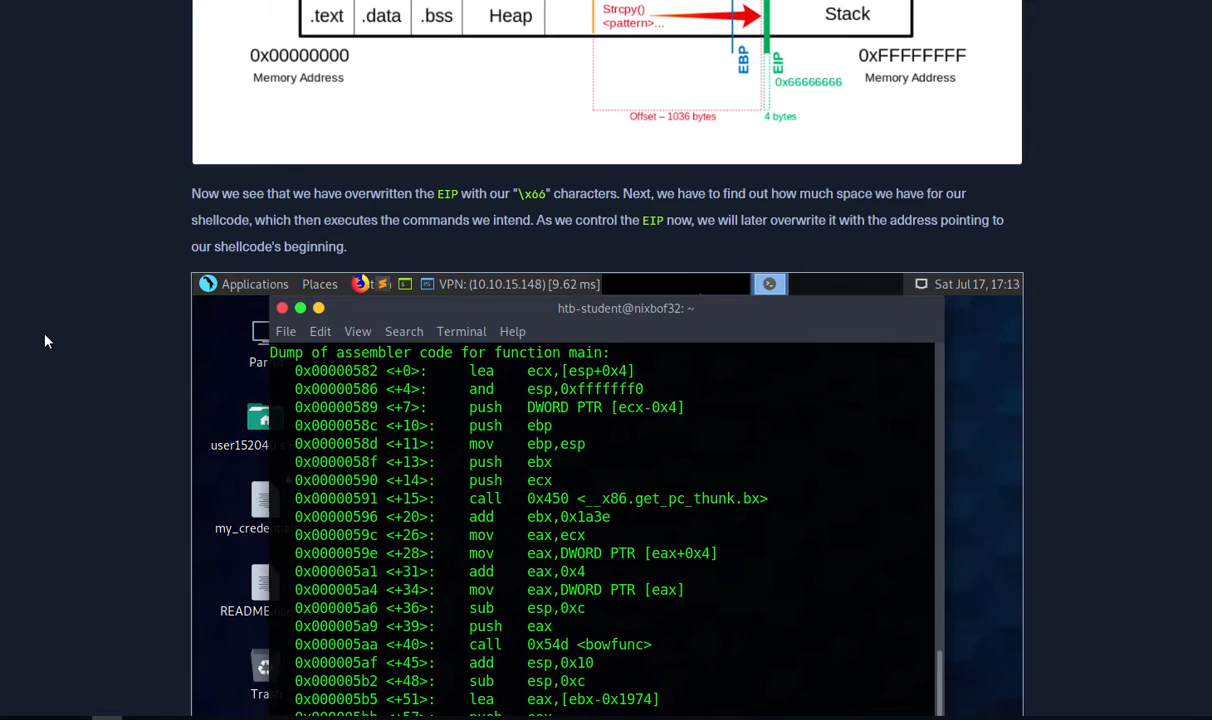 Strcpy()
<pattern>...
.text .data .bss Heap Stack
0x00000000 EBP EIP 0xFFFFFFFF
Memory Address Memory Address
0x66666666
Offset – 1036 bytes 4 bytes
Now we see that we have overwritten the EIP with our "\x66" characters. Next, we have to find out how much space we have for our
shellcode, which then executes the commands we intend. As we control the EIP now, we will later overwrite it with the address pointing to
our shellcode's beginning.
Applications Places VPN: (10.10.15.148) [9.62 ms] Sat Jul 17, 17:13
htb-student@nixbof32: ~
File Edit View Search Terminal Help
Dump of assembler code for function main:
0x00000582 <+0>: lea ecx,[esp+0x4]
0x00000586 <+4>: and esp,0xfffffff0
0x00000589 <+7>: push DWORD PTR [ecx-0x4]
0x0000058c <+10>: push ebp
0x0000058d <+11>: mov ebp,esp
0x0000058f <+13>: push ebx
0x00000590 <+14>: push ecx
0x00000591 <+15>: call 0x450 <__x86.get_pc_thunk.bx>
0x00000596 <+20>: add ebx,0x1a3e
0x0000059c <+26>: mov eax,ecx
0x0000059e <+28>: mov eax,DWORD PTR [eax+0x4]
0x000005a1 <+31>: add eax,0x4
0x000005a4 <+34>: mov eax,DWORD PTR [eax]
0x000005a6 <+36>: sub esp,0xc
0x000005a9 <+39>: push eax
0x000005aa <+40>: call 0x54d <bowfunc>
0x000005af <+45>: add esp,0x10
0x000005b2 <+48>: sub esp,0xc
0x000005b5 <+51>: lea eax,[ebx-0x1974]
0x000005bb <+57>: push eax
Par
user152040's
my_credenti
README
Trash